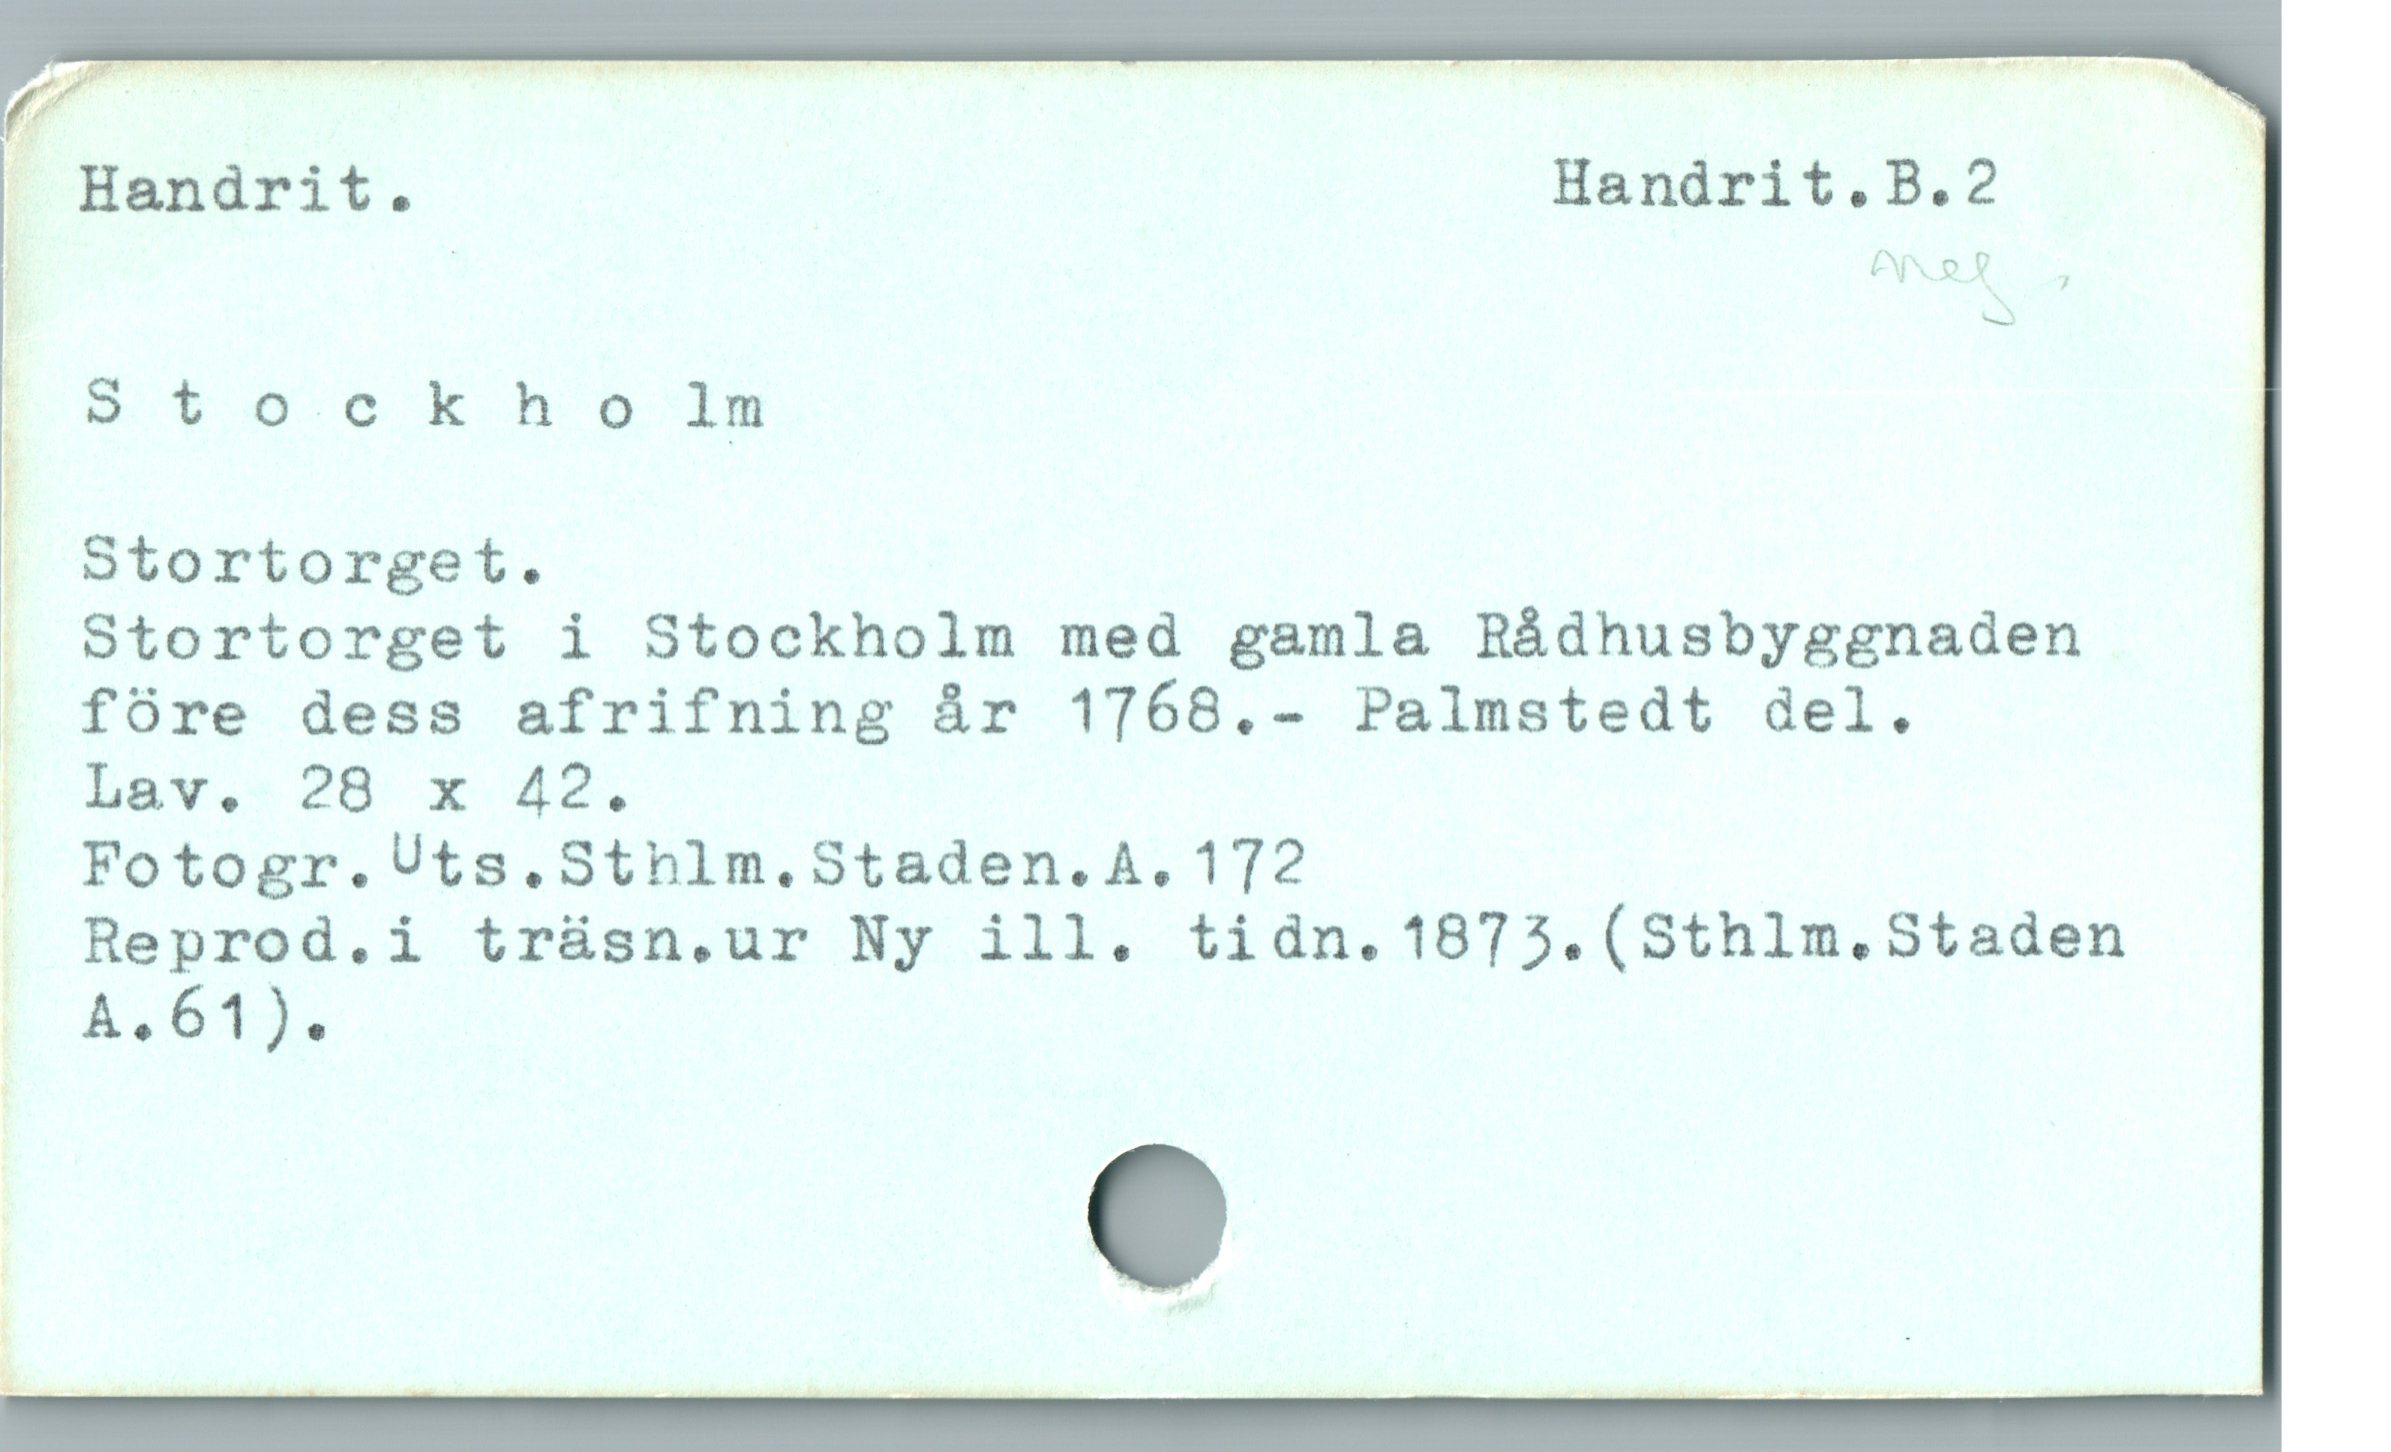 Handrit. Handrit.B.2
neg.
S t o c k h o lm
Stortorget.
Stortorget i Stockholm med gamla Rådhusbyggnaden
före dess afrifning år 1768.- Palmstedt del.
Lav. 28 x 42.
Fotogr.Uts.Sthlm.Staden.A.172
Reprod.i träsn.ur Ny ill. tidn.1873.(Sthlm.Staden
A.61).